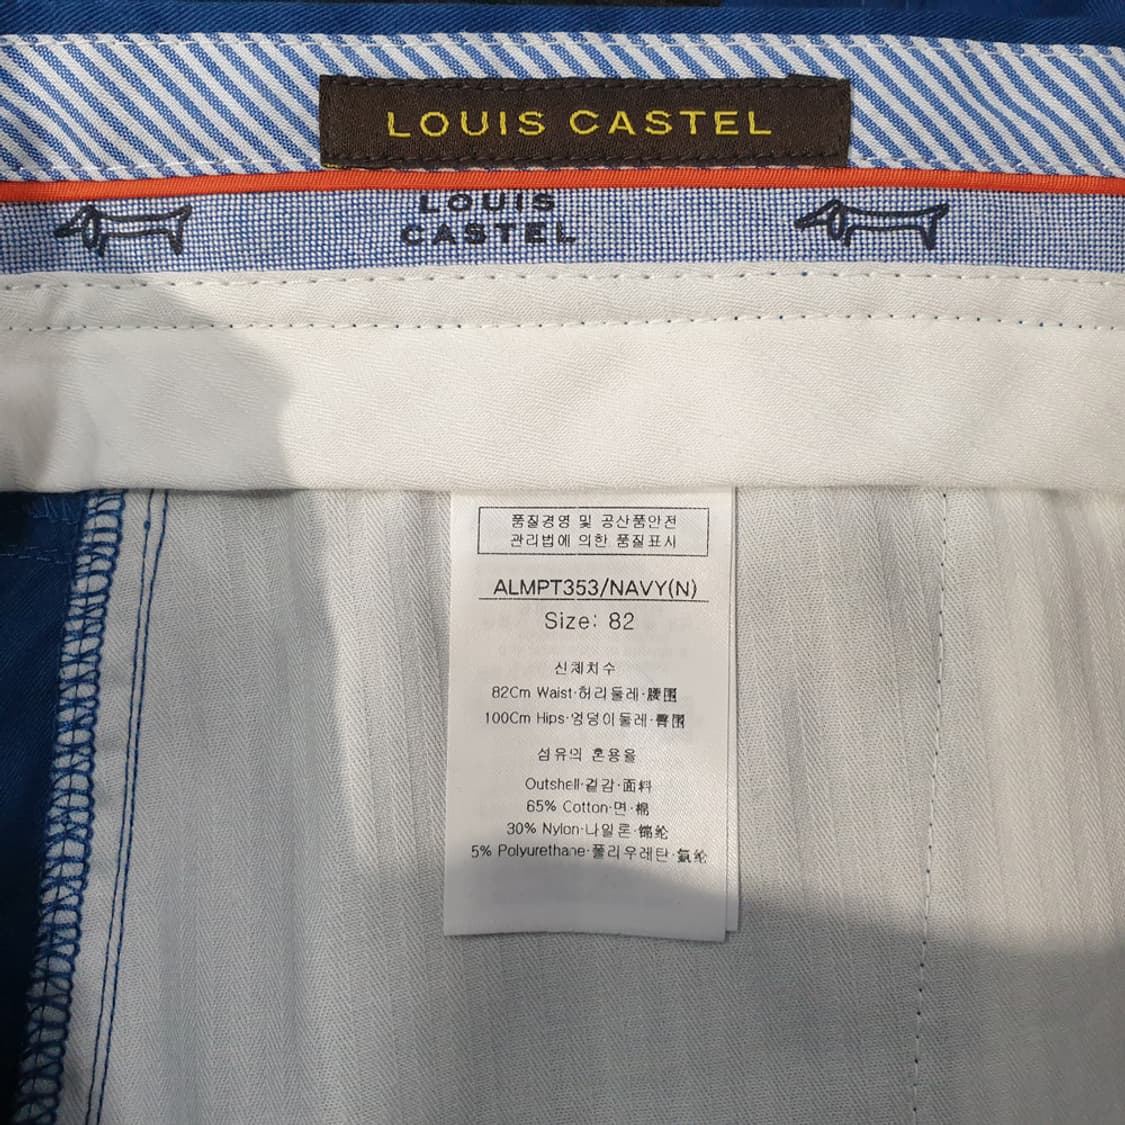 LOUIS CASTEL
LOUIS
CASTEL
품질경영 및 공산품안전
관리법에 의한 품질표시
ALMPT353/NAVY(N)
Size: 82
신체치수
82Cm Waist·허리둘레·腰围
100Cm Hips·엉덩이둘레·臀围
섬유의 혼용율
Outshell·겉감·面料
65% Cotton·면·棉
30% Nylon·나일론·锦纶
5% Polyurethane·폴리우레탄·氨纶